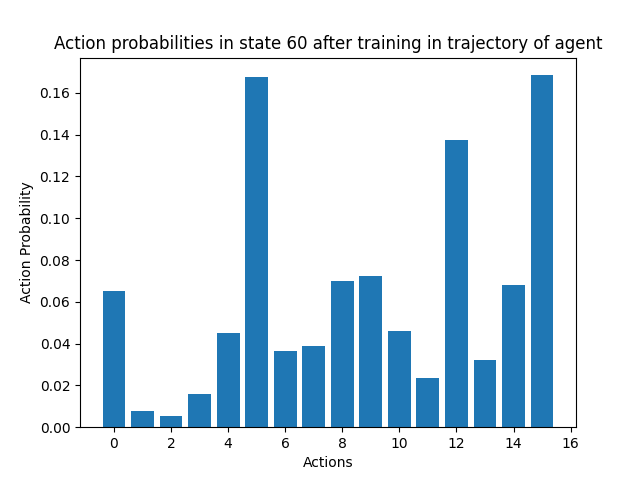 Action probabilities in state 60 after training in trajectory of agent
0.16
0.14
0.12
0.10
0.08
0.06
0.04
0.02
0.00
Action Probability
0 2 4 6 8 10 12 14 16
Actions